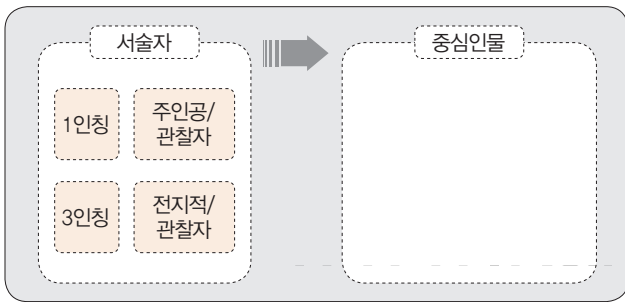 서술자
중심인물
1인칭
주인공/
관찰자
3인칭
전지적/
관찰자